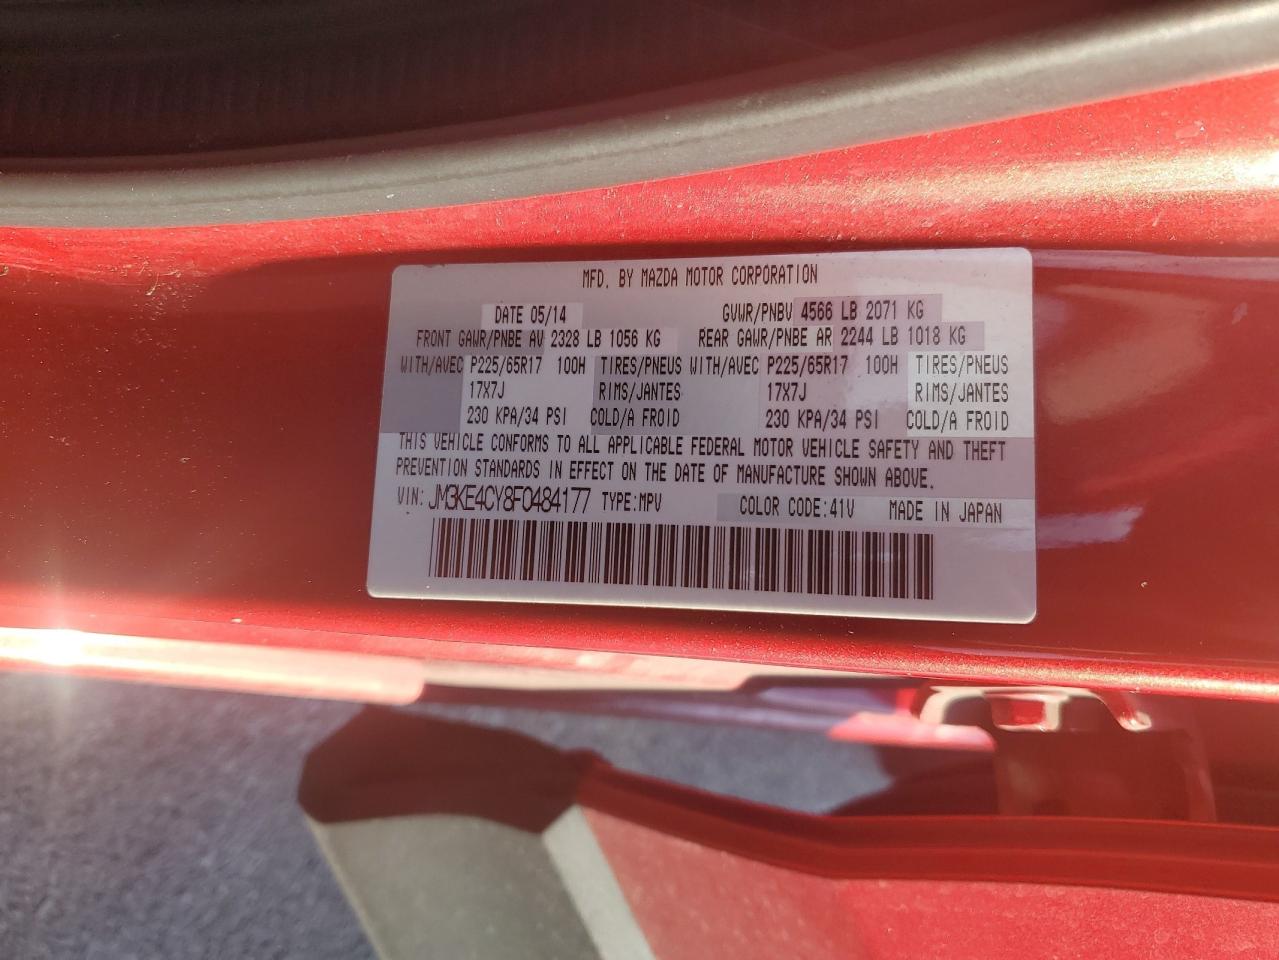 MFD. BY MAZDA MOTOR CORPORATION
DATE 05/14 GVWR/PNBV 4566 LB 2071 KG
FRONT GAWR/PNBE AV 2328 LB 1056 KG REAR GAWR/PNBE AR 2244 LB 1018 KG
WITH/AVEC P225/65R17 100H TIRES/PNEUS WITH/AVEC P225/65R17 100H TIRES/PNEUS
17X7J RIMS/JANTES 17X7J RIMS/JANTES
230 KPA/34 PSI COLD/A FROID 230 KPA/34 PSI COLD/A FROID
THIS VEHICLE CONFORMS TO ALL APPLICABLE FEDERAL MOTOR VEHICLE SAFETY AND THEFT
PREVENTION STANDARDS IN EFFECT ON THE DATE OF MANUFACTURE SHOWN ABOVE.
VIN: JM3KE4CY8F0484177 TYPE:MPV COLOR CODE:41V MADE IN JAPAN